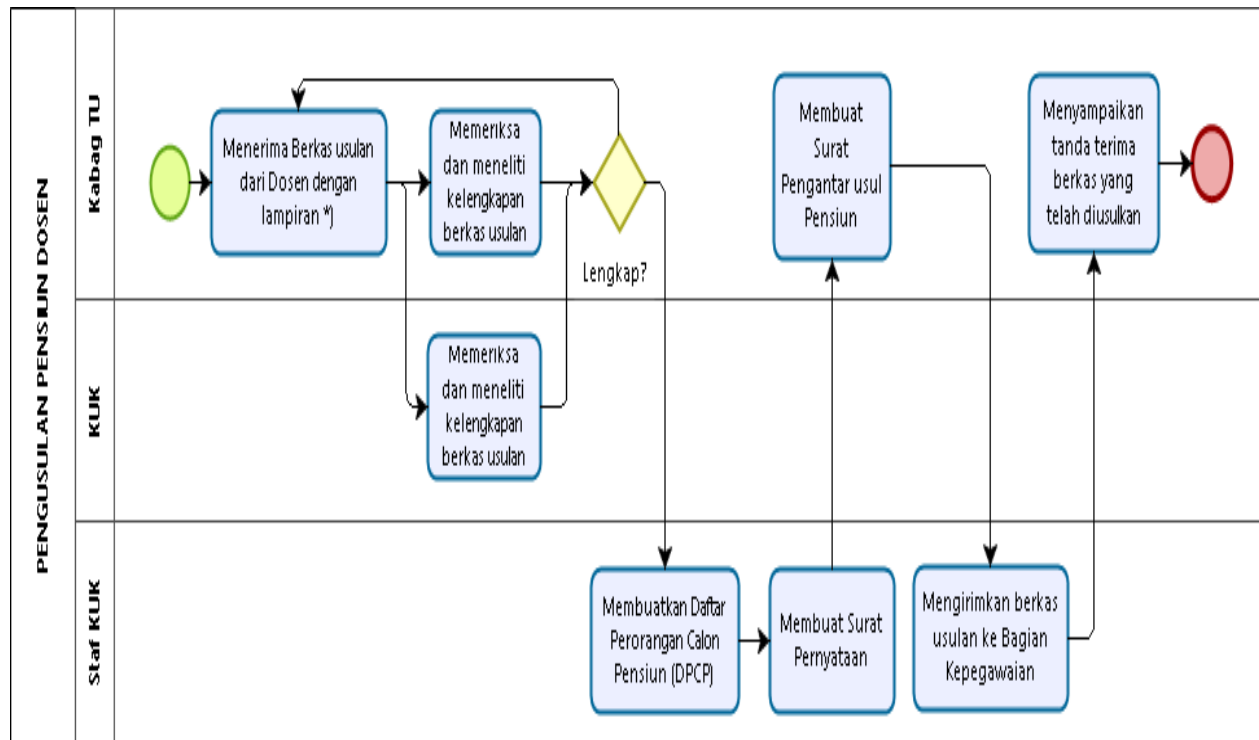 PENGUSULAN PENSIUN DOSEN
Kabag TU
Menerima Berkas usulan
dari Dosen dengan
lampiran *)
Memeriksa
dan meneliti
kelengkapan
berkas usulan
Lengkap?
Membuat
Surat
Pengantar usul
Pensiun
Menyampaikan
tanda terima
berkas yang
telah diusulkan
KUK
Memeriksa
dan meneliti
kelengkapan
berkas usulan
Staf KUK
Membuatkan Daftar
Perorangan Calon
Pensiun (DPCP)
Membuat Surat
Pernyataan
Mengirimkan berkas
usulan ke Bagian
Kepegawaian